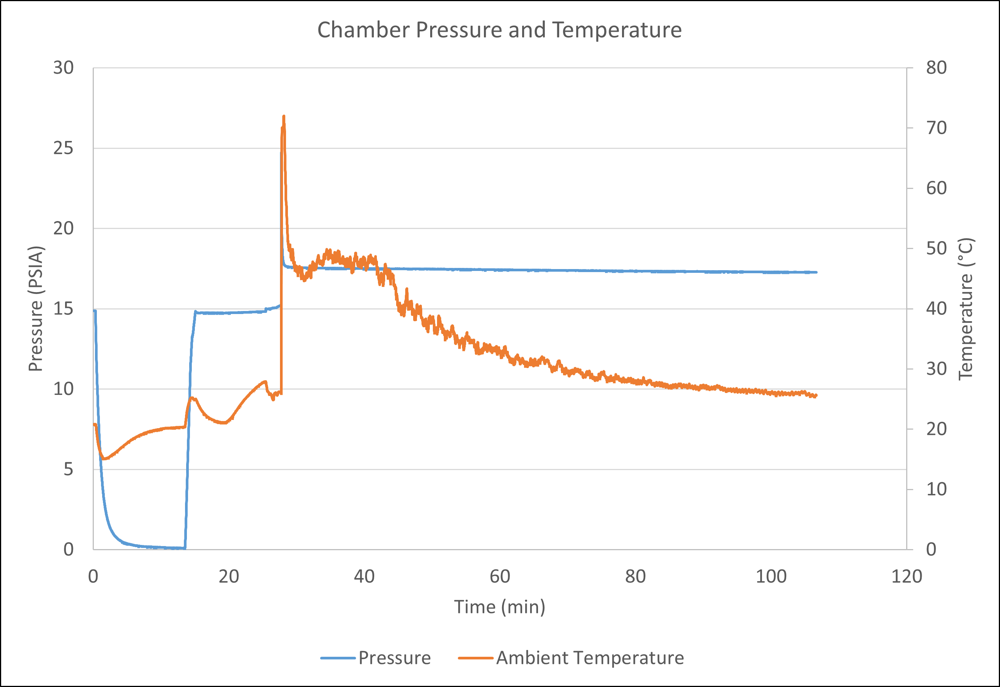 Chamber Pressure and Temperature
30
25
20
15
10
5
0
Pressure (PSIA)
80
70
60
50
40
30
20
10
0
Temperature (°C)
0 20 40 60 80 100 120
Time (min)
Pressure Ambient Temperature